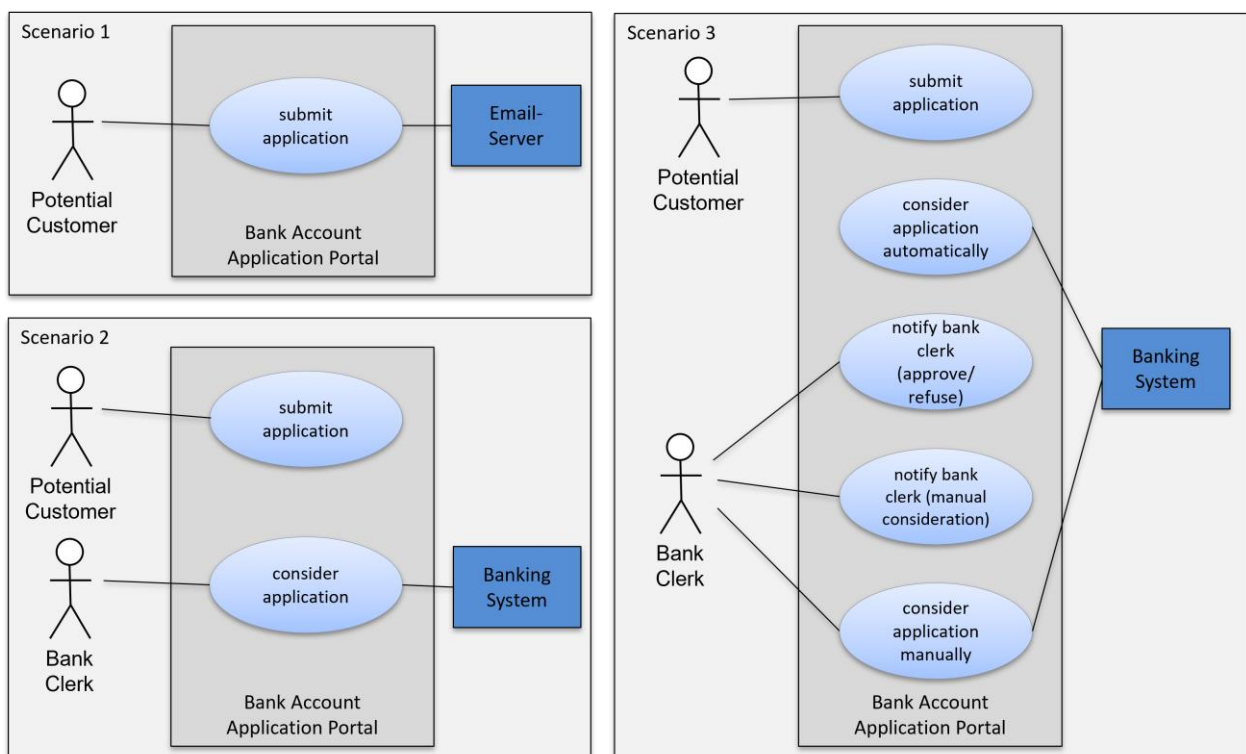 Scenario 1
submit
application
Email-
Server
Potential
Customer
Bank Account
Application Portal
Scenario 2
submit
application
Potential
Customer
consider
application
Banking
System
Bank
Clerk
Bank Account
Application Portal
Scenario 3
submit
application
Potential
Customer
consider
application
automatically
notify bank
clerk
(approve/
refuse)
Banking
System
notify bank
clerk (manual
consideration)
Bank
Clerk
consider
application
manually
Bank Account
Application Portal